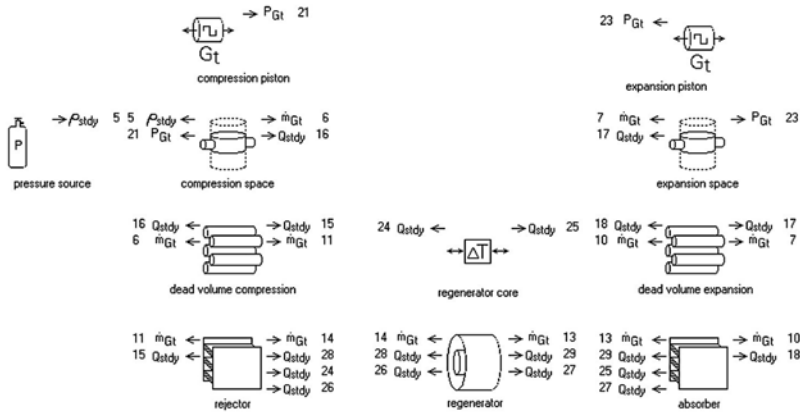 P_Gt 21
23 P_Gt
Gt
Gt
compression piston
expansion piston
ρ_stdy 5
5 ρ_stdy
ṁ_Gt 6
7 ṁ_Gt
P_Gt 23
21 P_Gt
Q_stdy 16
17 Q_stdy
P
pressure source
compression space
expansion space
16 Q_stdy
Q_stdy 15
24 Q_stdy
Q_stdy 25
18 Q_stdy
Q_stdy 17
6 ṁ_Gt
ṁ_Gt 11
10 ṁ_Gt
ṁ_Gt 7
ΔT
dead volume compression
regenerator core
dead volume expansion
11 ṁ_Gt
ṁ_Gt 14
14 ṁ_Gt
ṁ_Gt 13
13 ṁ_Gt
ṁ_Gt 10
15 Q_stdy
Q_stdy 28
28 Q_stdy
Q_stdy 29
29 Q_stdy
Q_stdy 18
Q_stdy 24
26 Q_stdy
Q_stdy 27
25 Q_stdy
Q_stdy 26
27 Q_stdy
rejector
regenerator
absorber